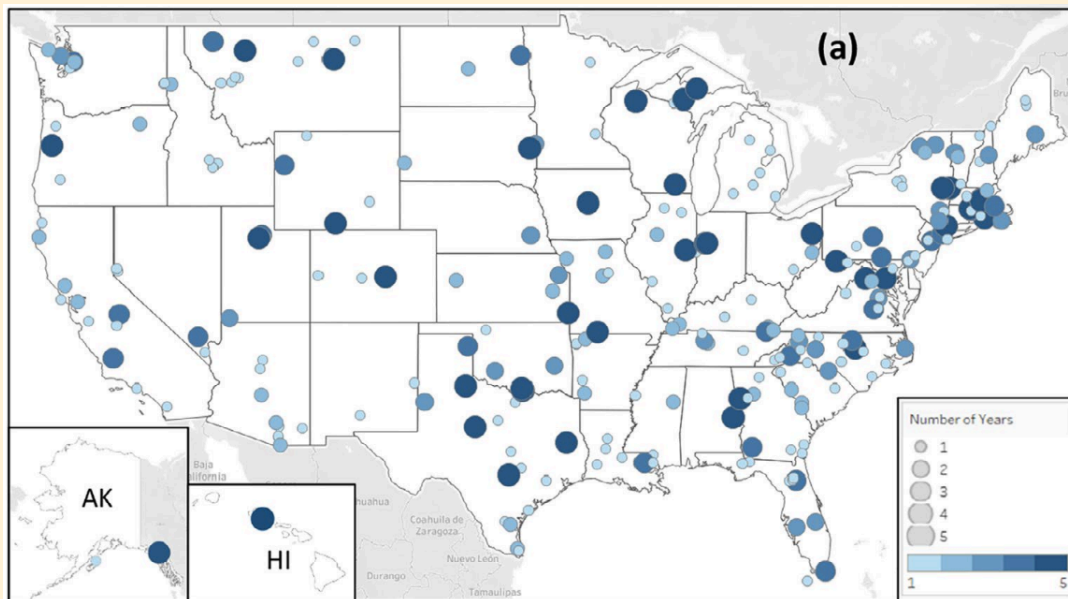 (a)
Bru
Baja
California
Chihuahua
Coahuila de
Zaragoza
Nuevo León
Durango
Tamaulipas
AK
HI
Number of Years
1
2
3
4
5
1 5